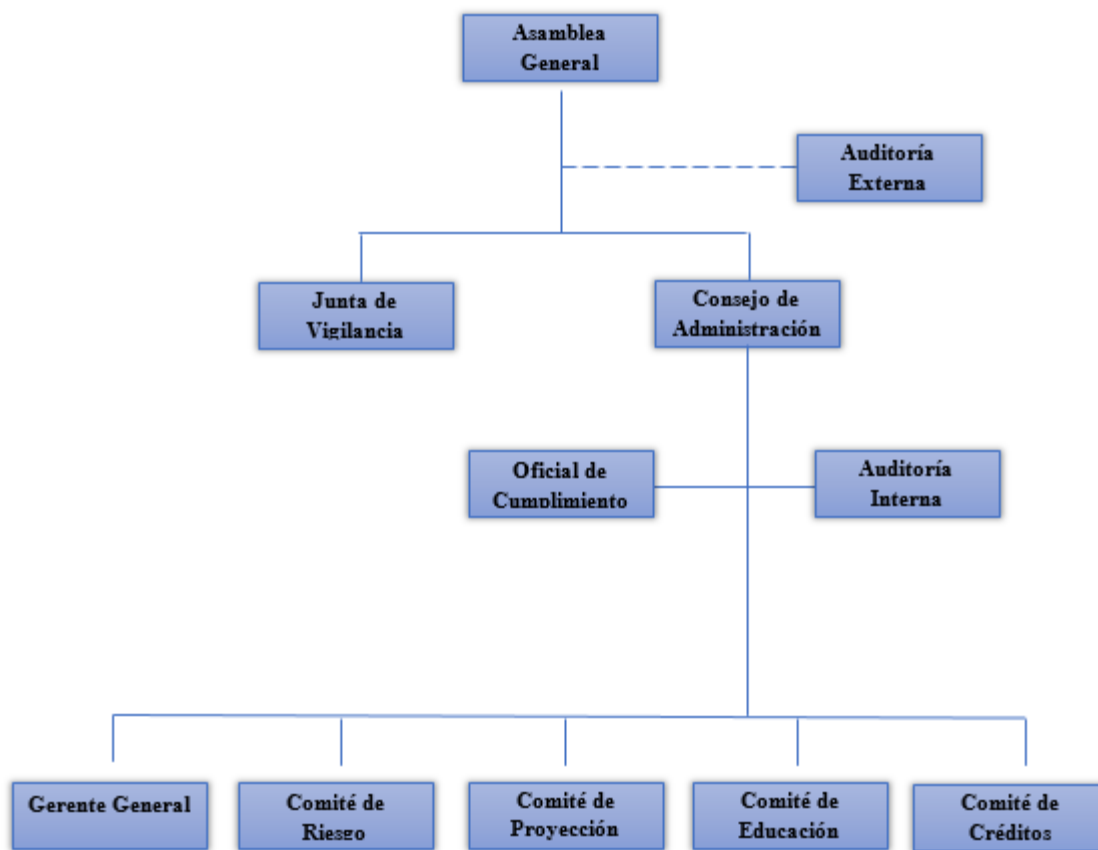 Asamblea
General
Auditoría
Externa
Junta de
Vigilancia
Consejo de
Administración
Oficial de
Cumplimiento
Auditoría
Interna
Gerente General
Comité de
Riesgo
Comité de
Proyección
Comité de
Educación
Comité de
Créditos